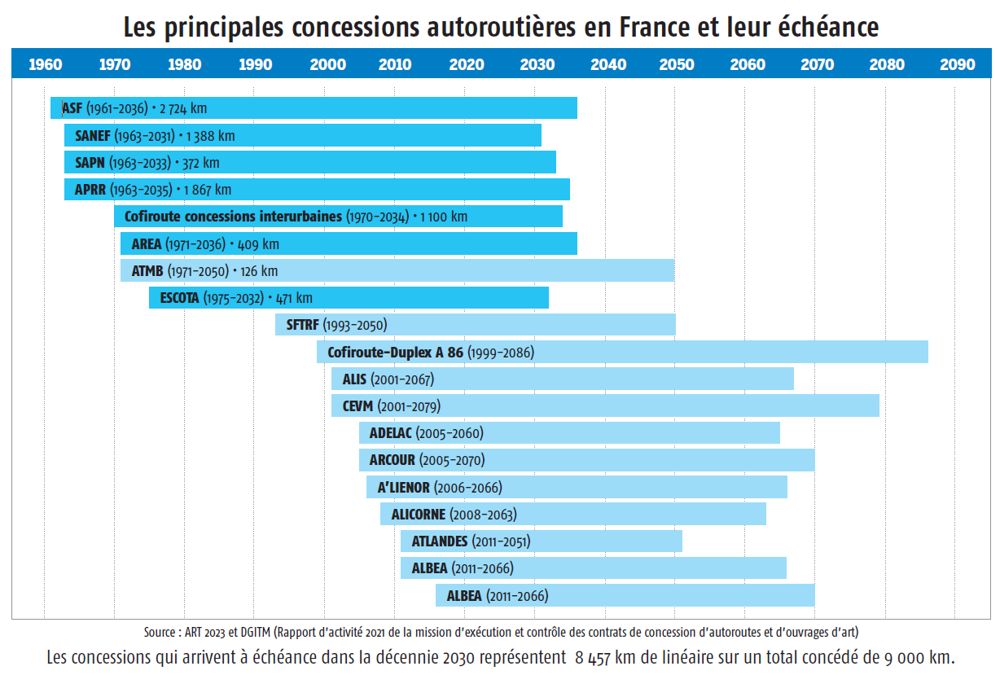 Les principales concessions autoroutières en France et leur échéance
1960 1970 1980 1990 2000 2010 2020 2030 2040 2050 2060 2070 2080 2090
ASF (1961-2036) • 2 724 km
SANEF (1963-2031) • 1 388 km
SAPN (1963-2033) • 372 km
APRR (1963-2035) • 1 867 km
Cofiroute concessions interurbaines (1970-2034) • 1 100 km
AREA (1971-2036) • 409 km
ATMB (1971-2050) • 126 km
ESCOTA (1975-2032) • 471 km
SFTRF (1993-2050)
Cofiroute-Duplex A 86 (1999-2086)
ALIS (2001-2067)
CEVM (2001-2079)
ADELAC (2005-2060)
ARCOUR (2005-2070)
A'LIENOR (2006-2066)
ALICORNE (2008-2063)
ATLANDES (2011-2051)
ALBEA (2011-2066)
ALBEA (2011-2066)
Source : ART 2023 et DGITM (Rapport d'activité 2021 de la mission d'exécution et contrôle des contrats de concession d'autoroutes et d'ouvrages d'art)
Les concessions qui arrivent à échéance dans la décennie 2030 représentent 8 457 km de linéaire sur un total concédé de 9 000 km.